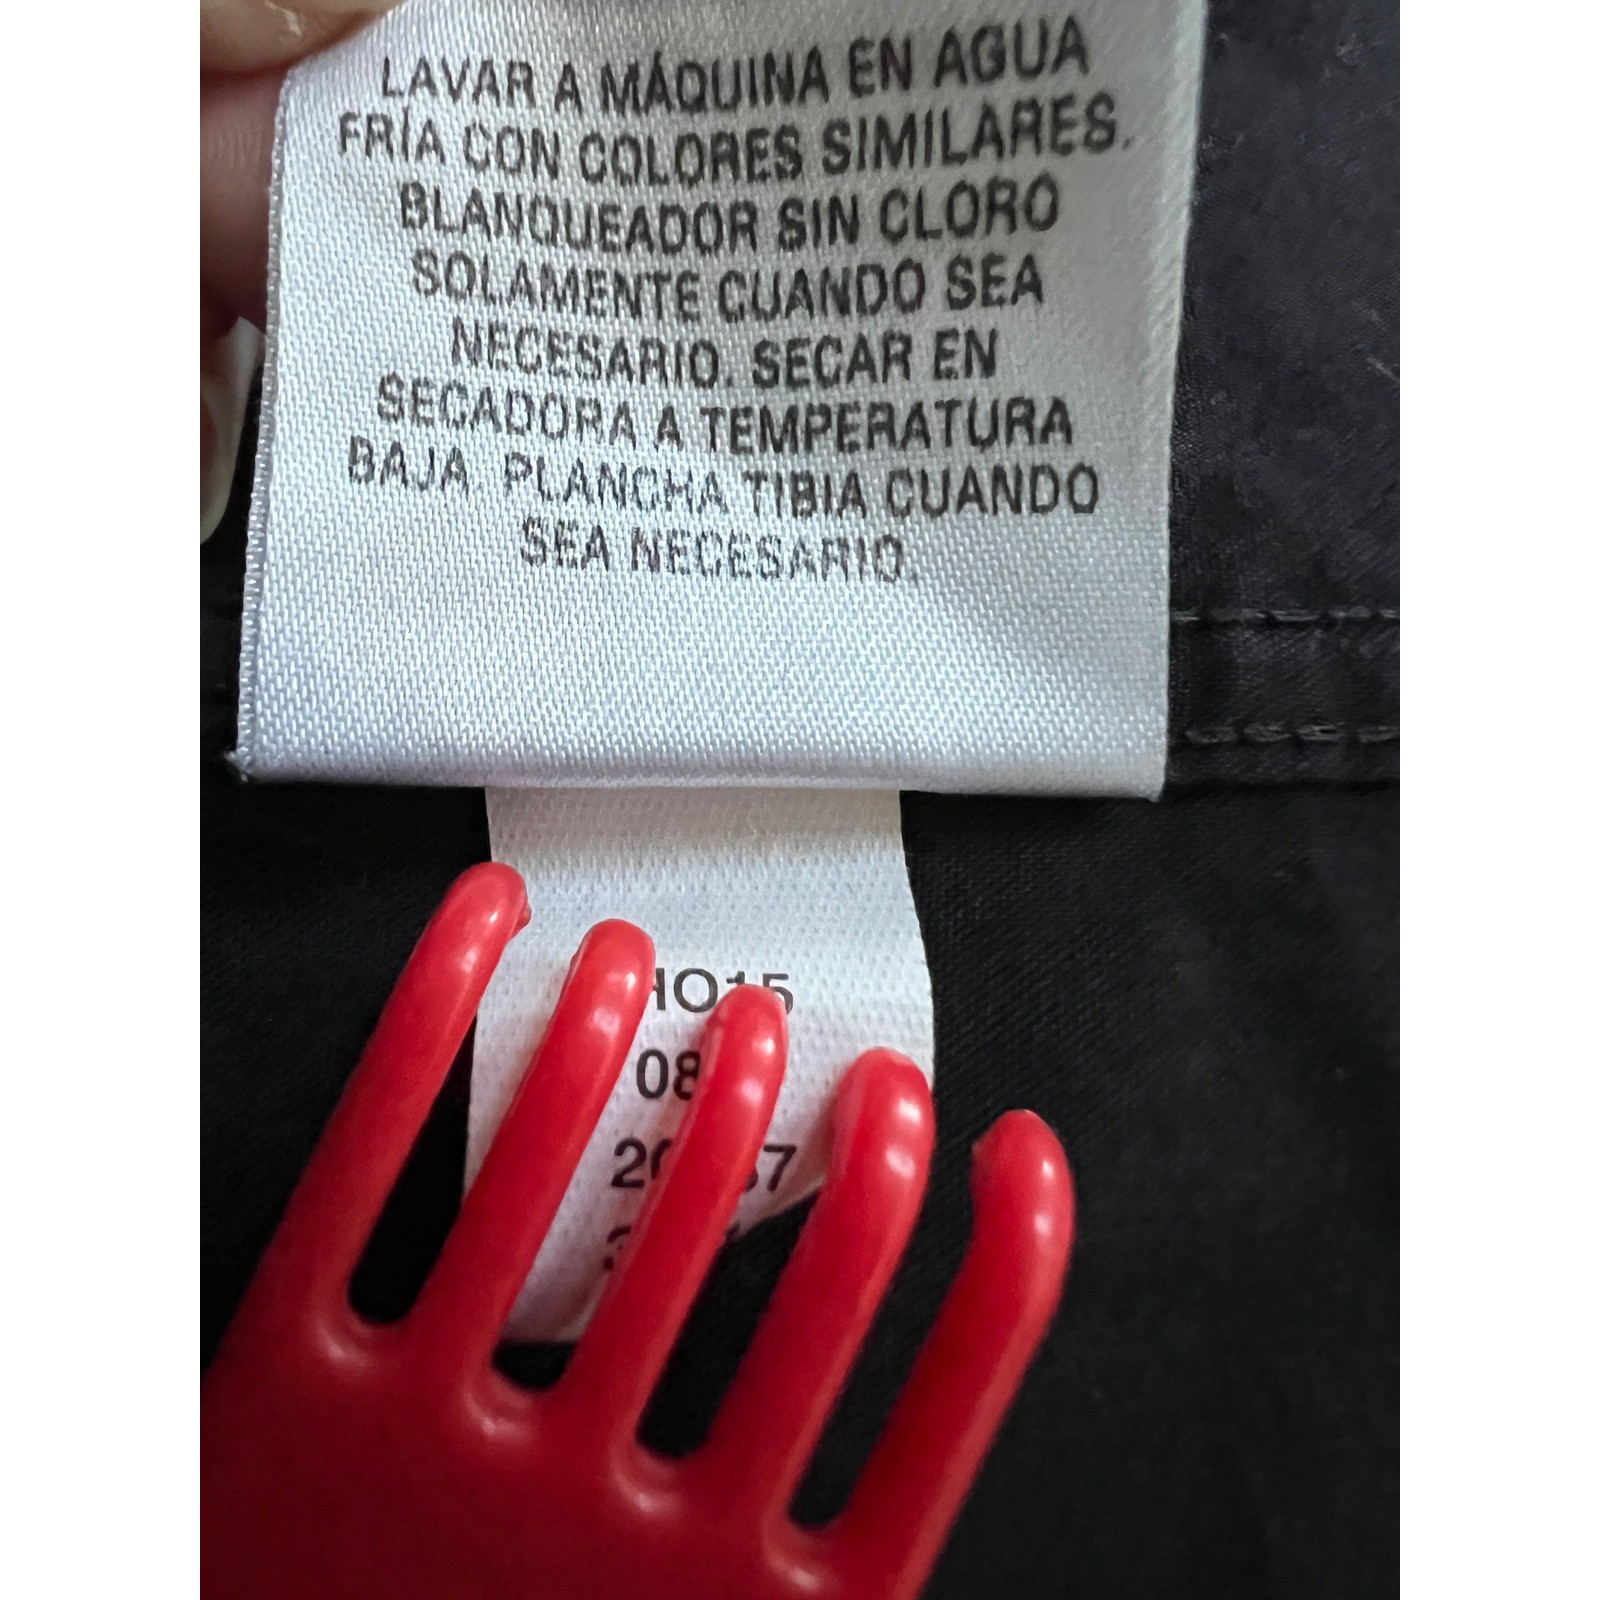 LAVAR A MÁQUINA EN AGUA
FRÍA CON COLORES SIMILARES.
BLANQUEADOR SIN CLORO
SOLAMENTE CUANDO SEA
NECESARIO. SECAR EN
SECADORA A TEMPERATURA
BAJA. PLANCHA TIBIA CUANDO
SEA NECESARIO.